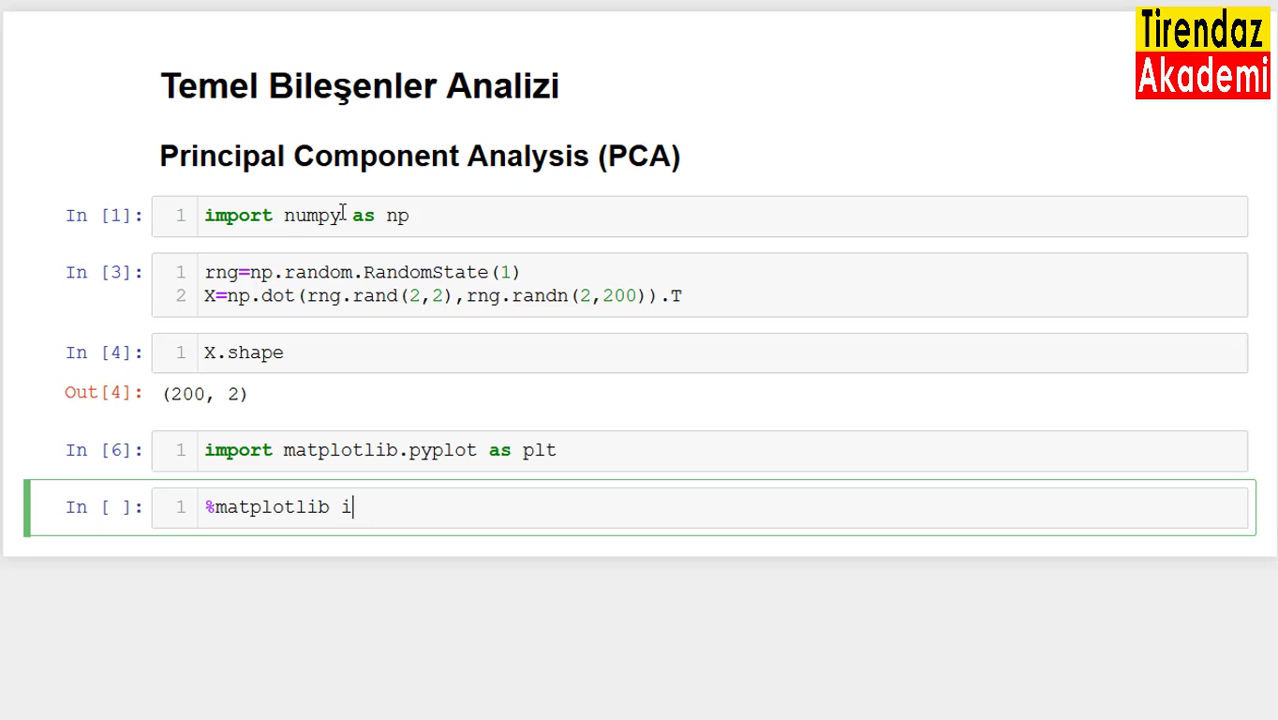 Tirendaz
Akademi
Temel Bileşenler Analizi
Principal Component Analysis (PCA)
In [1]: 1 import numpy as np
In [3]: 1 rng=np.random.RandomState(1)
2 X=np.dot(rng.rand(2,2),rng.randn(2,200)).T
In [4]: 1 X.shape
Out[4]: (200, 2)
In [6]: 1 import matplotlib.pyplot as plt
In [ ]: 1 %matplotlib i